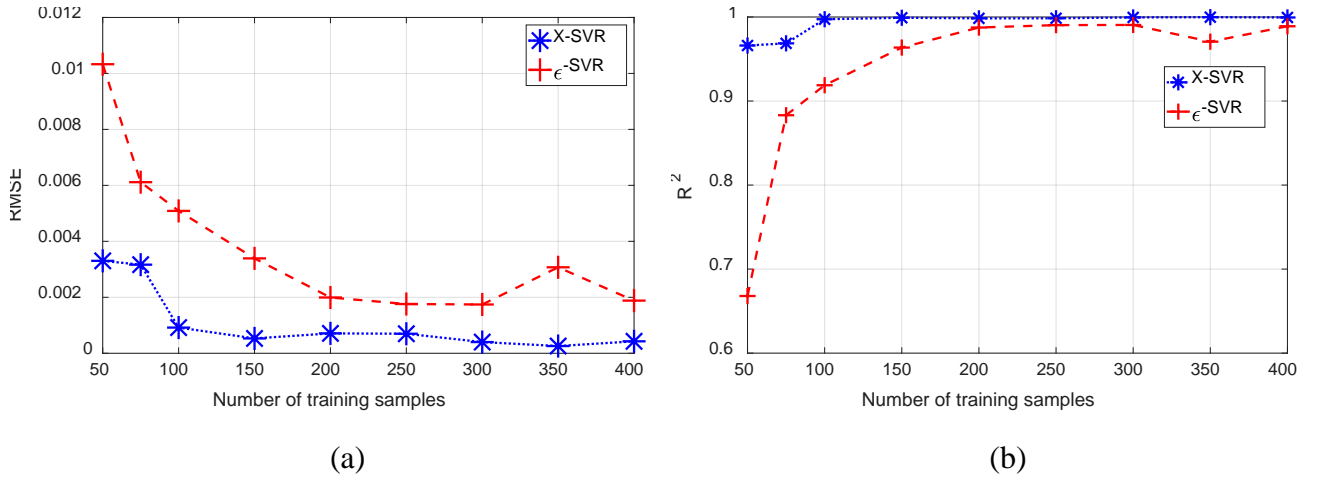 0.012
0.01
0.008
0.006
0.004
0.002
0
RMSE
X-SVR
ϵ-SVR
50 100 150 200 250 300 350 400
Number of training samples
(a)
1
0.9
0.8
0.7
0.6
R²
X-SVR
ϵ-SVR
50 100 150 200 250 300 350 400
Number of training samples
(b)